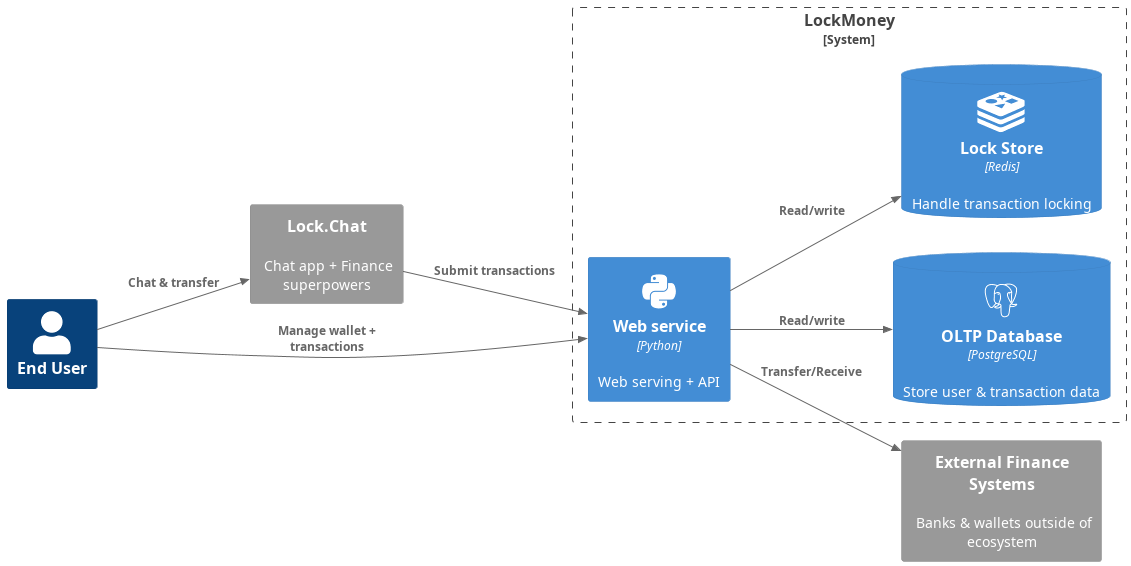 LockMoney
[System]
Lock Store
[Redis]
Handle transaction locking
Read/write
Lock.Chat
Chat app + Finance
superpowers
Chat & transfer
Submit transactions
End User
Manage wallet +
transactions
Web service
[Python]
Web serving + API
Read/write
OLTP Database
[PostgreSQL]
Store user & transaction data
Transfer/Receive
External Finance
Systems
Banks & wallets outside of
ecosystem